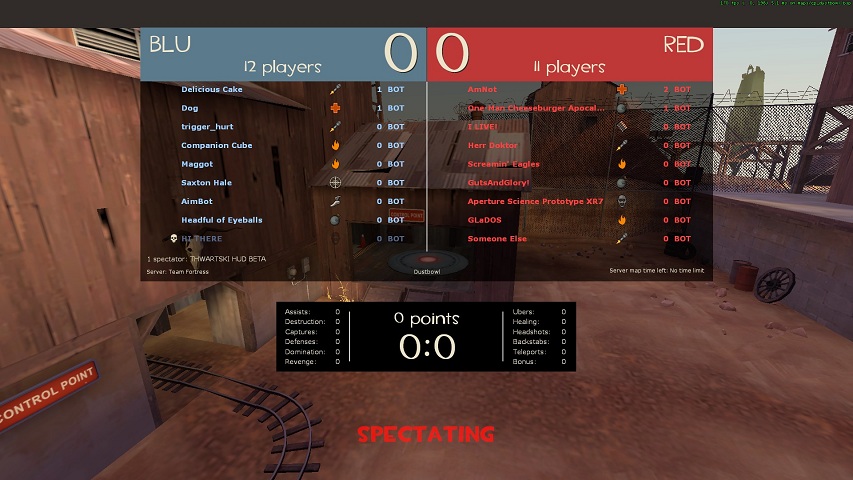 BLU 0
0 RED
12 players
11 players
Delicious Cake 1 BOT
Dog 1 BOT
trigger_hurt 0 BOT
Companion Cube 0 BOT
Maggot 0 BOT
Saxton Hale 0 BOT
AimBot 0 BOT
Headful of Eyeballs 0 BOT
HI THERE 0 BOT
AmNot 2 BOT
One-Man Cheeseburger Apocal... 1 BOT
I LIVE! 0 BOT
Herr Doktor 0 BOT
Screamin' Eagles 0 BOT
GutsAndGlory! 0 BOT
Aperture Science Prototype XR7 0 BOT
GLaDOS 0 BOT
Someone Else 0 BOT
1 spectator: THWARTSKI HUD BETA
Server: Team Fortress
Dustbowl
Server map time left: No time limit
CONTROL POINT
0 points
0:0
Assists: 0
Destruction: 0
Captures: 0
Defenses: 0
Domination: 0
Revenge: 0
Ubers: 0
Healing: 0
Headshots: 0
Backstabs: 0
Teleports: 0
Bonus: 0
CONTROL POINT
SPECTATING